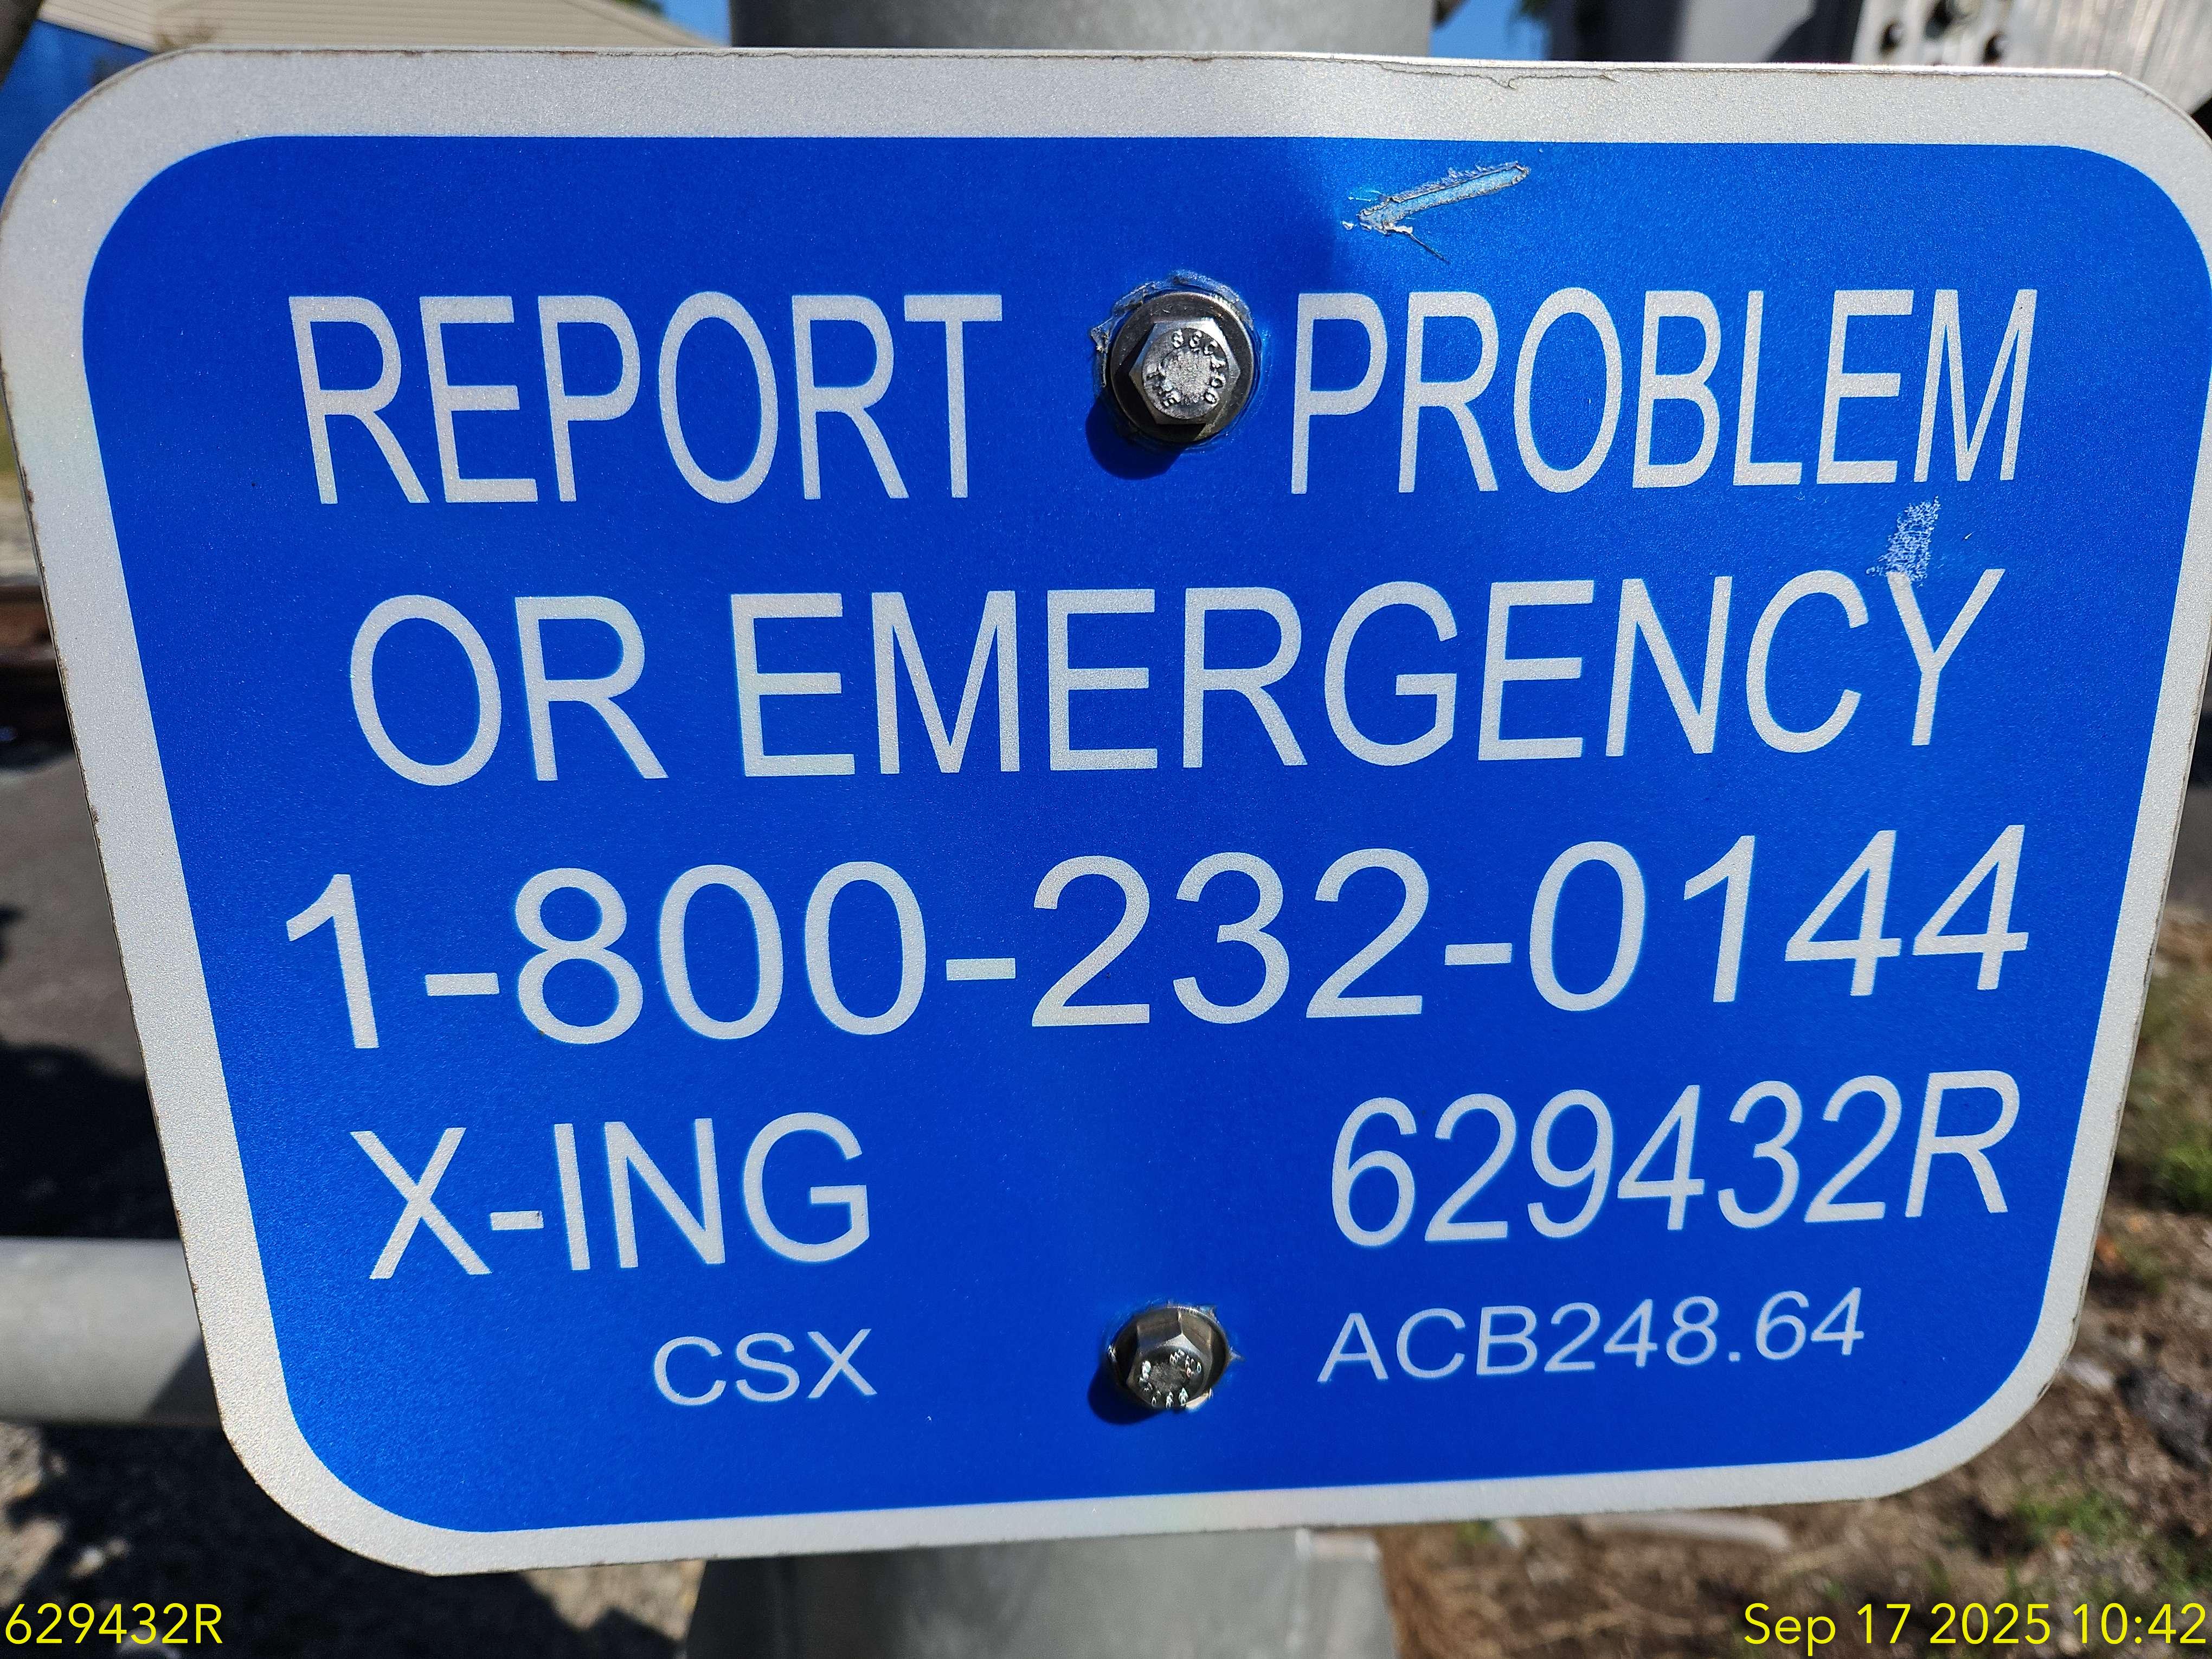 REPORT PROBLEM
OR EMERGENCY
1-800-232-0144
X-ING 629432R
CSX ACB248.64
629432R
Sep 17 2025 10:42